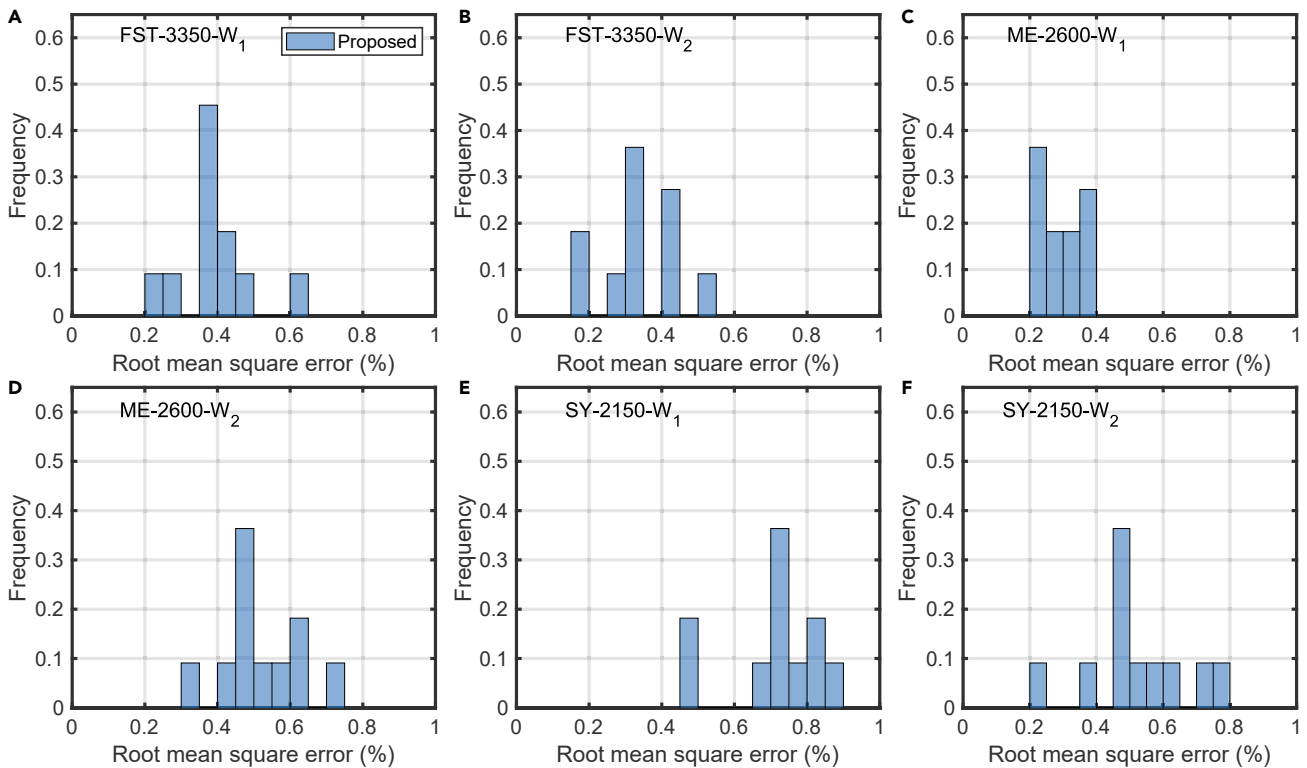 A
FST-3350-W1
Proposed
0.6
0.5
0.4
0.3
0.2
0.1
0
Frequency
0 0.2 0.4 0.6 0.8 1
Root mean square error (%)
B
FST-3350-W2
0.6
0.5
0.4
0.3
0.2
0.1
0
Frequency
0 0.2 0.4 0.6 0.8 1
Root mean square error (%)
C
ME-2600-W1
0.6
0.5
0.4
0.3
0.2
0.1
0
Frequency
0 0.2 0.4 0.6 0.8 1
Root mean square error (%)
D
ME-2600-W2
0.6
0.5
0.4
0.3
0.2
0.1
0
Frequency
0 0.2 0.4 0.6 0.8 1
Root mean square error (%)
E
SY-2150-W1
0.6
0.5
0.4
0.3
0.2
0.1
0
Frequency
0 0.2 0.4 0.6 0.8 1
Root mean square error (%)
F
SY-2150-W2
0.6
0.5
0.4
0.3
0.2
0.1
0
Frequency
0 0.2 0.4 0.6 0.8 1
Root mean square error (%)